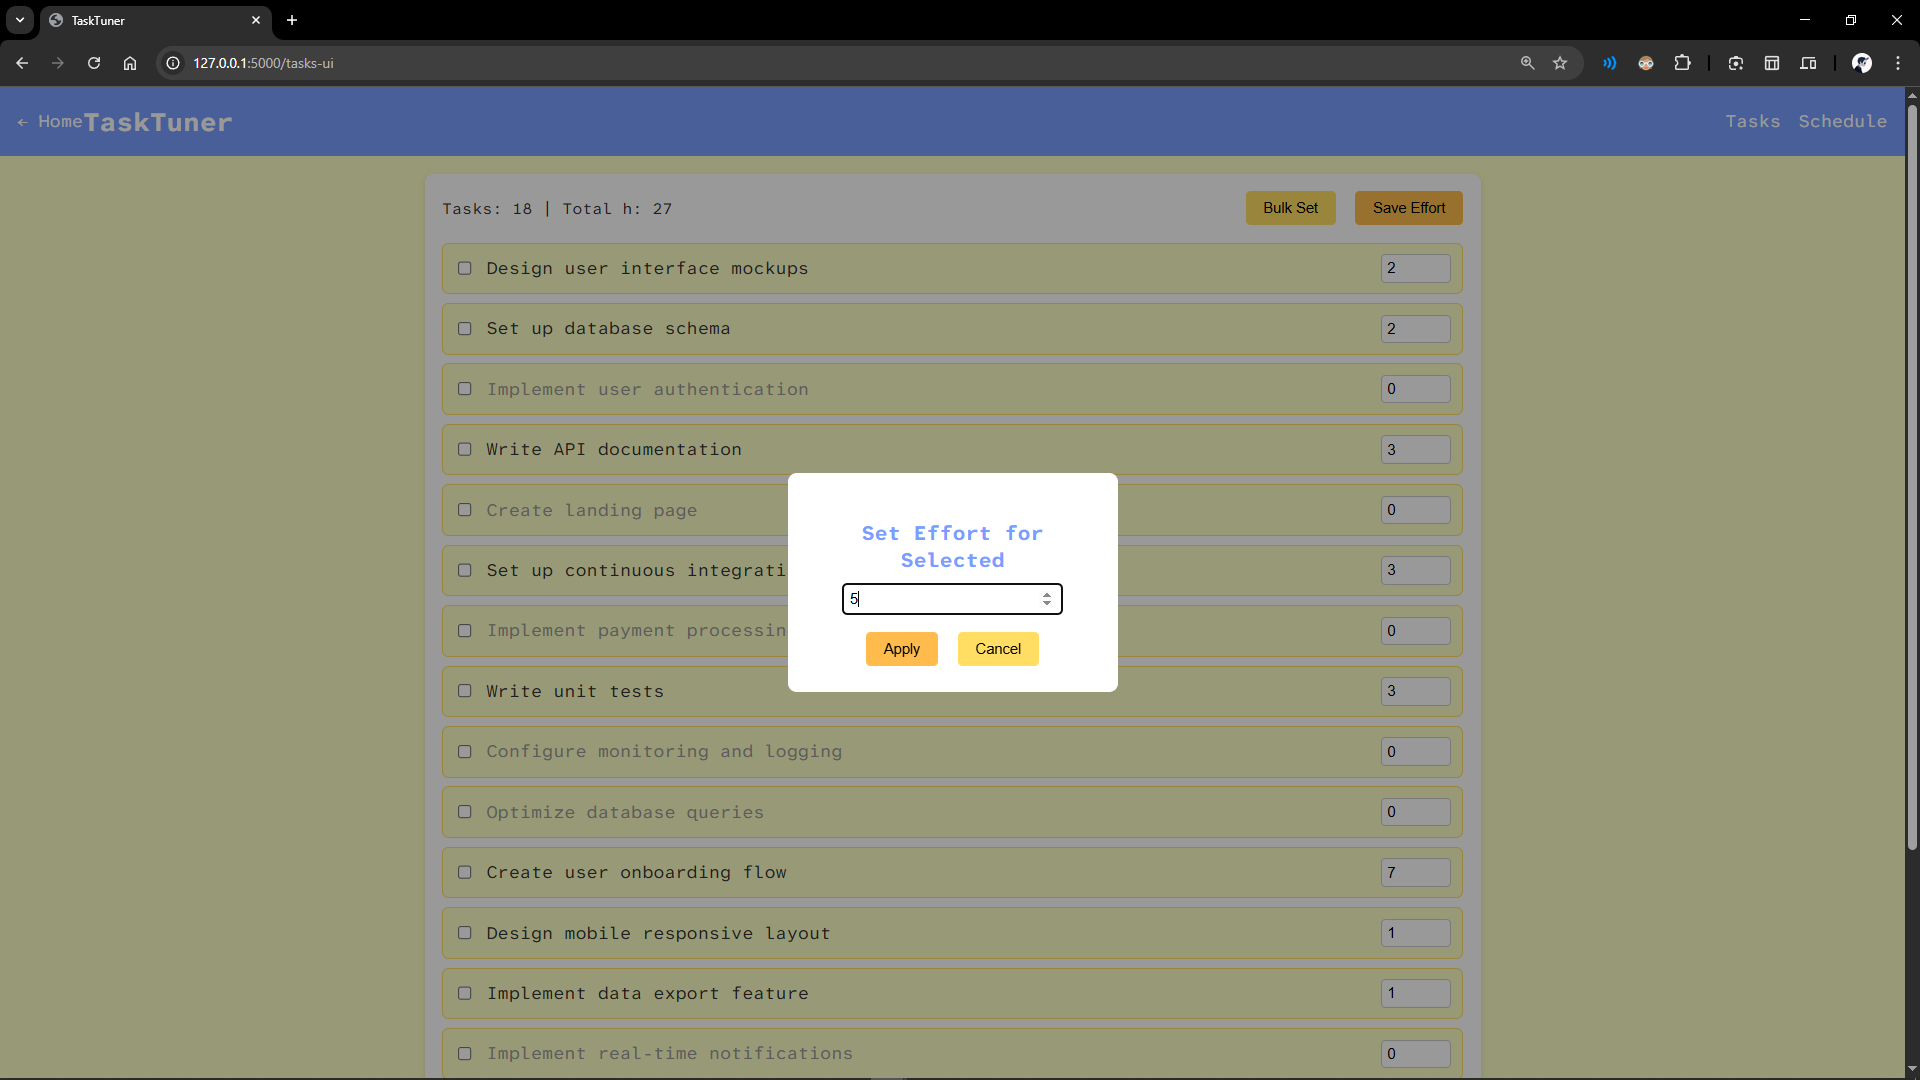 TaskTuner
127.0.0.1:5000/tasks-ui
← Home TaskTuner Tasks Schedule
Tasks: 18 | Total h: 27 Bulk Set Save Effort
Design user interface mockups 2
Set up database schema 2
Implement user authentication 0
Write API documentation 3
Create landing page 0
Set up continuous integrati 3
Implement payment processin 0
Write unit tests 3
Configure monitoring and logging 0
Optimize database queries 0
Create user onboarding flow 7
Design mobile responsive layout 1
Implement data export feature 1
Implement real-time notifications 0
Set Effort for
Selected
5
Apply Cancel